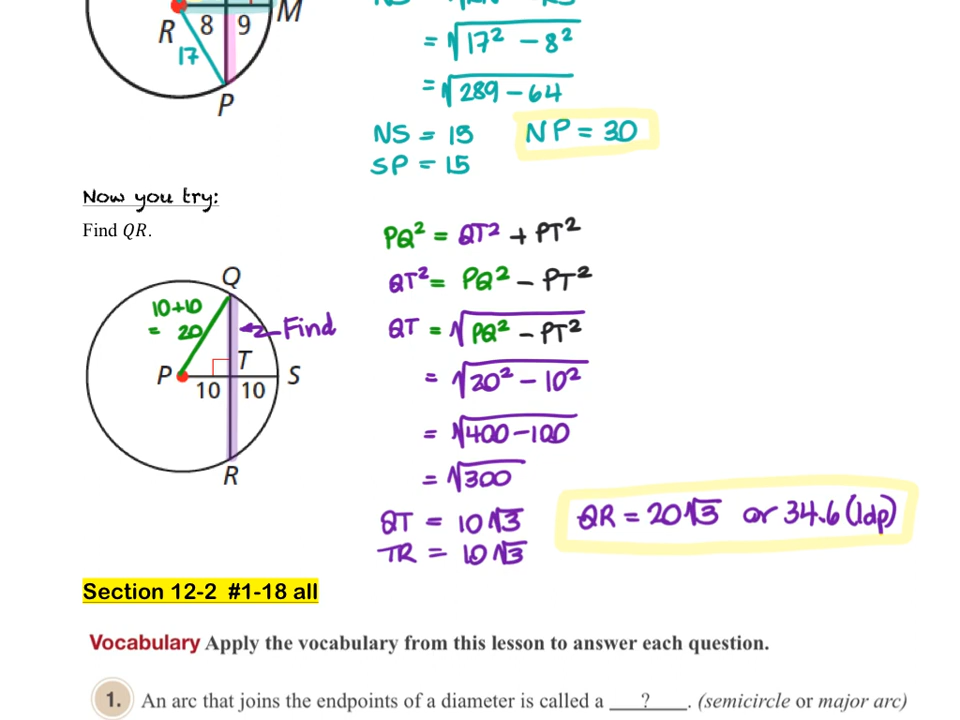 M
R 8 9
17
P
= √17² - 8²
= √289 - 64
NS = 15 NP = 30
SP = 15
Now you try:
Find QR.
PQ² = QT² + PT²
QT² = PQ² - PT²
QT = √PQ² - PT²
= √20² - 10²
= √400-100
= √300
QT = 10√3
TR = 10√3
QR = 20√3 or 34.6 (1dp)
Q
10+10
= 20
Find
T
P
10 10
S
R
Section 12-2 #1-18 all
Vocabulary Apply the vocabulary from this lesson to answer each question.
1. An arc that joins the endpoints of a diameter is called a ___?___. (semicircle or major arc)